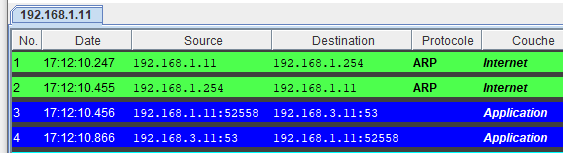 192.168.1.11
No. Date Source Destination Protocole Couche
1 17:12:10.247 192.168.1.11 192.168.1.254 ARP Internet
2 17:12:10.455 192.168.1.254 192.168.1.11 ARP Internet
3 17:12:10.456 192.168.1.11:52558 192.168.3.11:53 Application
4 17:12:10.866 192.168.3.11:53 192.168.1.11:52558 Application